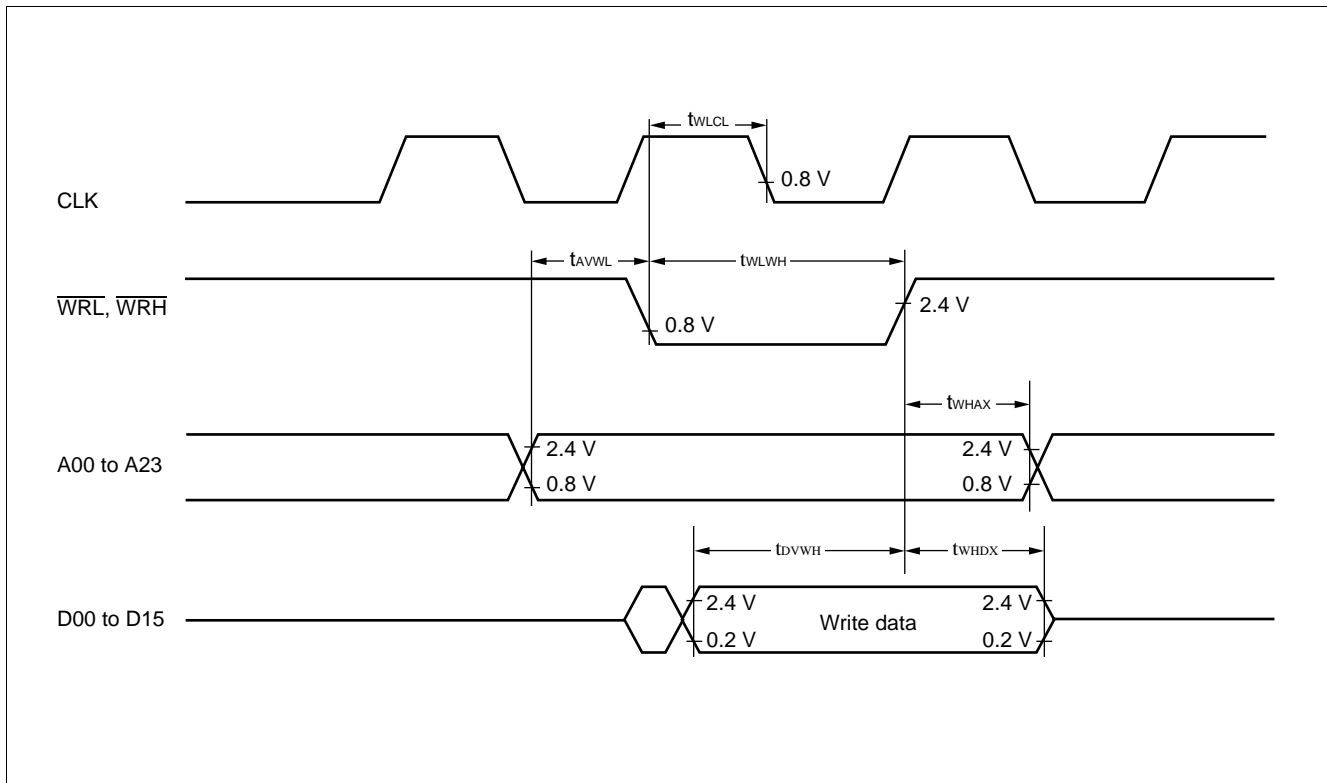 tWLCL
CLK
0.8 V
tAVWL
tWLWH
WRL, WRH
0.8 V
2.4 V
tWHAX
A00 to A23
2.4 V
2.4 V
0.8 V
0.8 V
tDVWH
tWHDX
D00 to D15
2.4 V
Write data
2.4 V
0.2 V
0.2 V